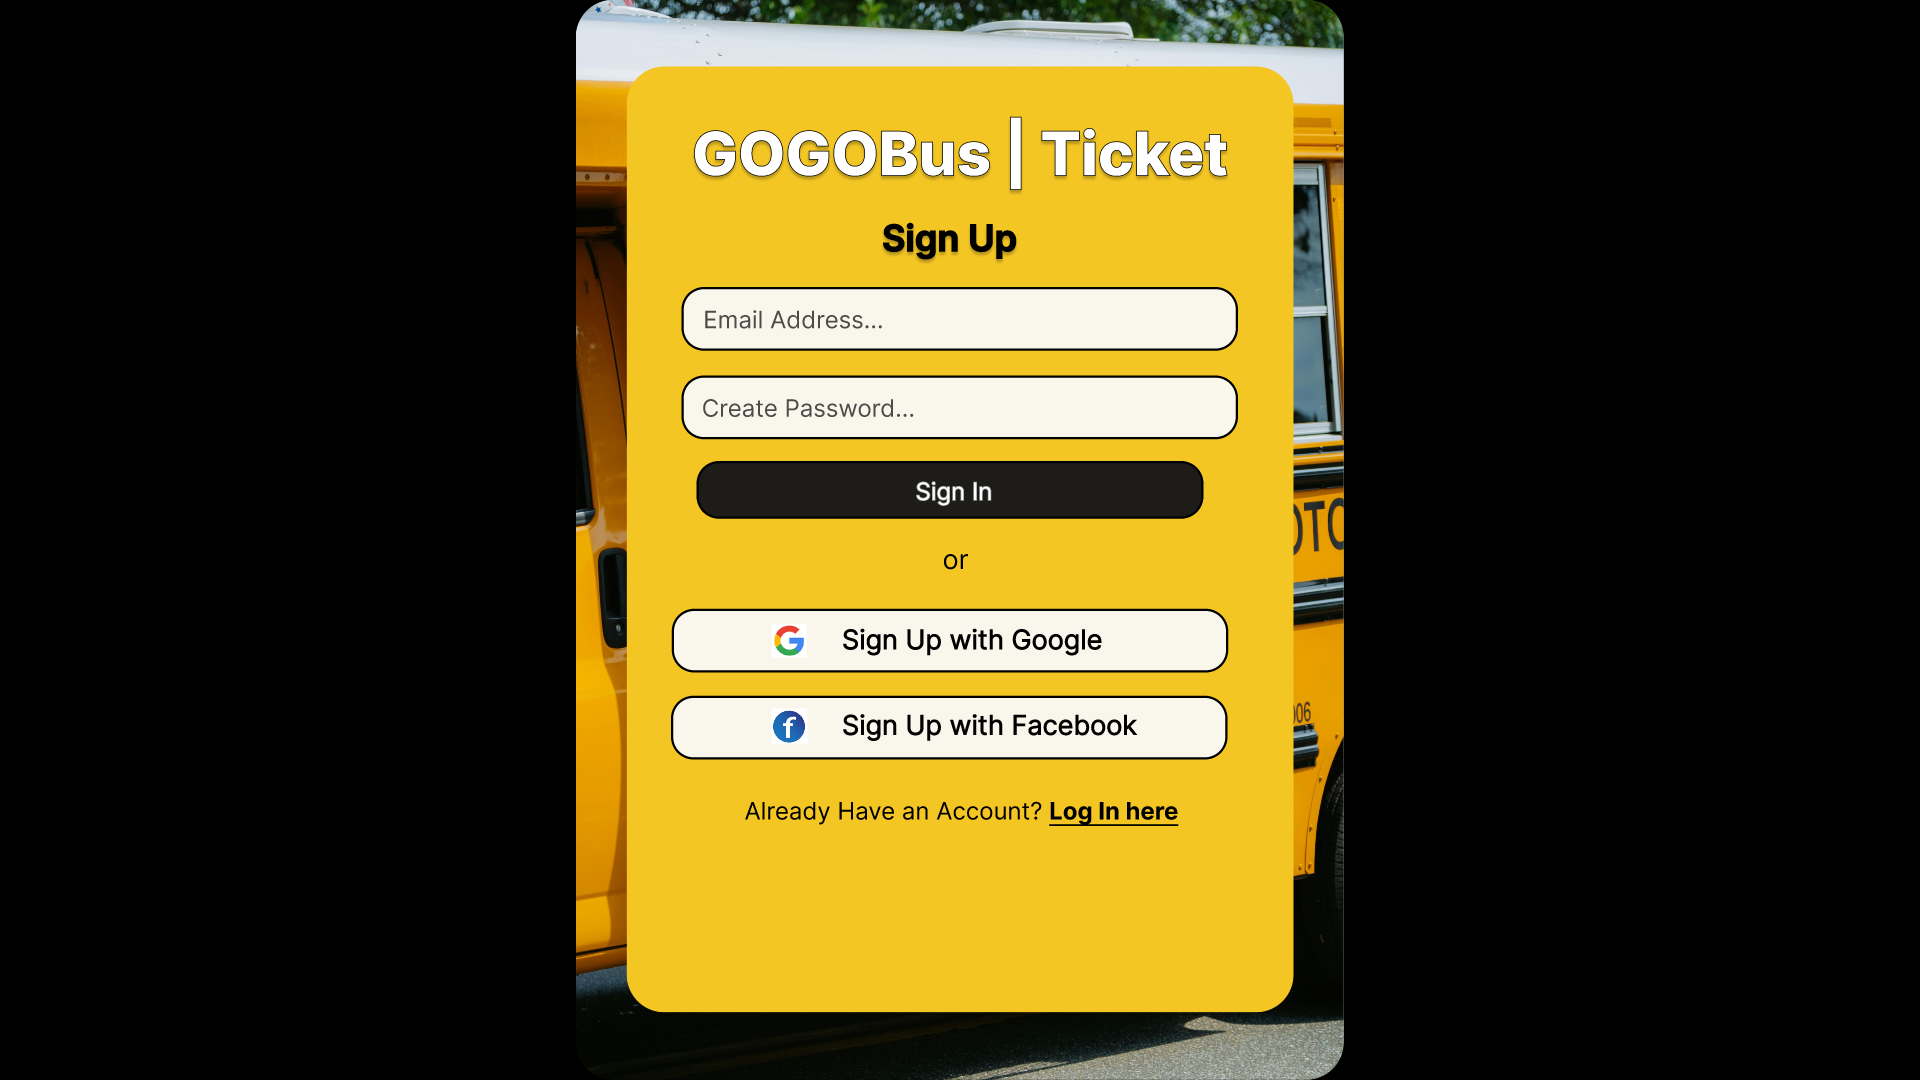 GOGOBus | Ticket
Sign Up
Email Address...
Create Password...
Sign In
or
Sign Up with Google
Sign Up with Facebook
Already Have an Account? Log In here